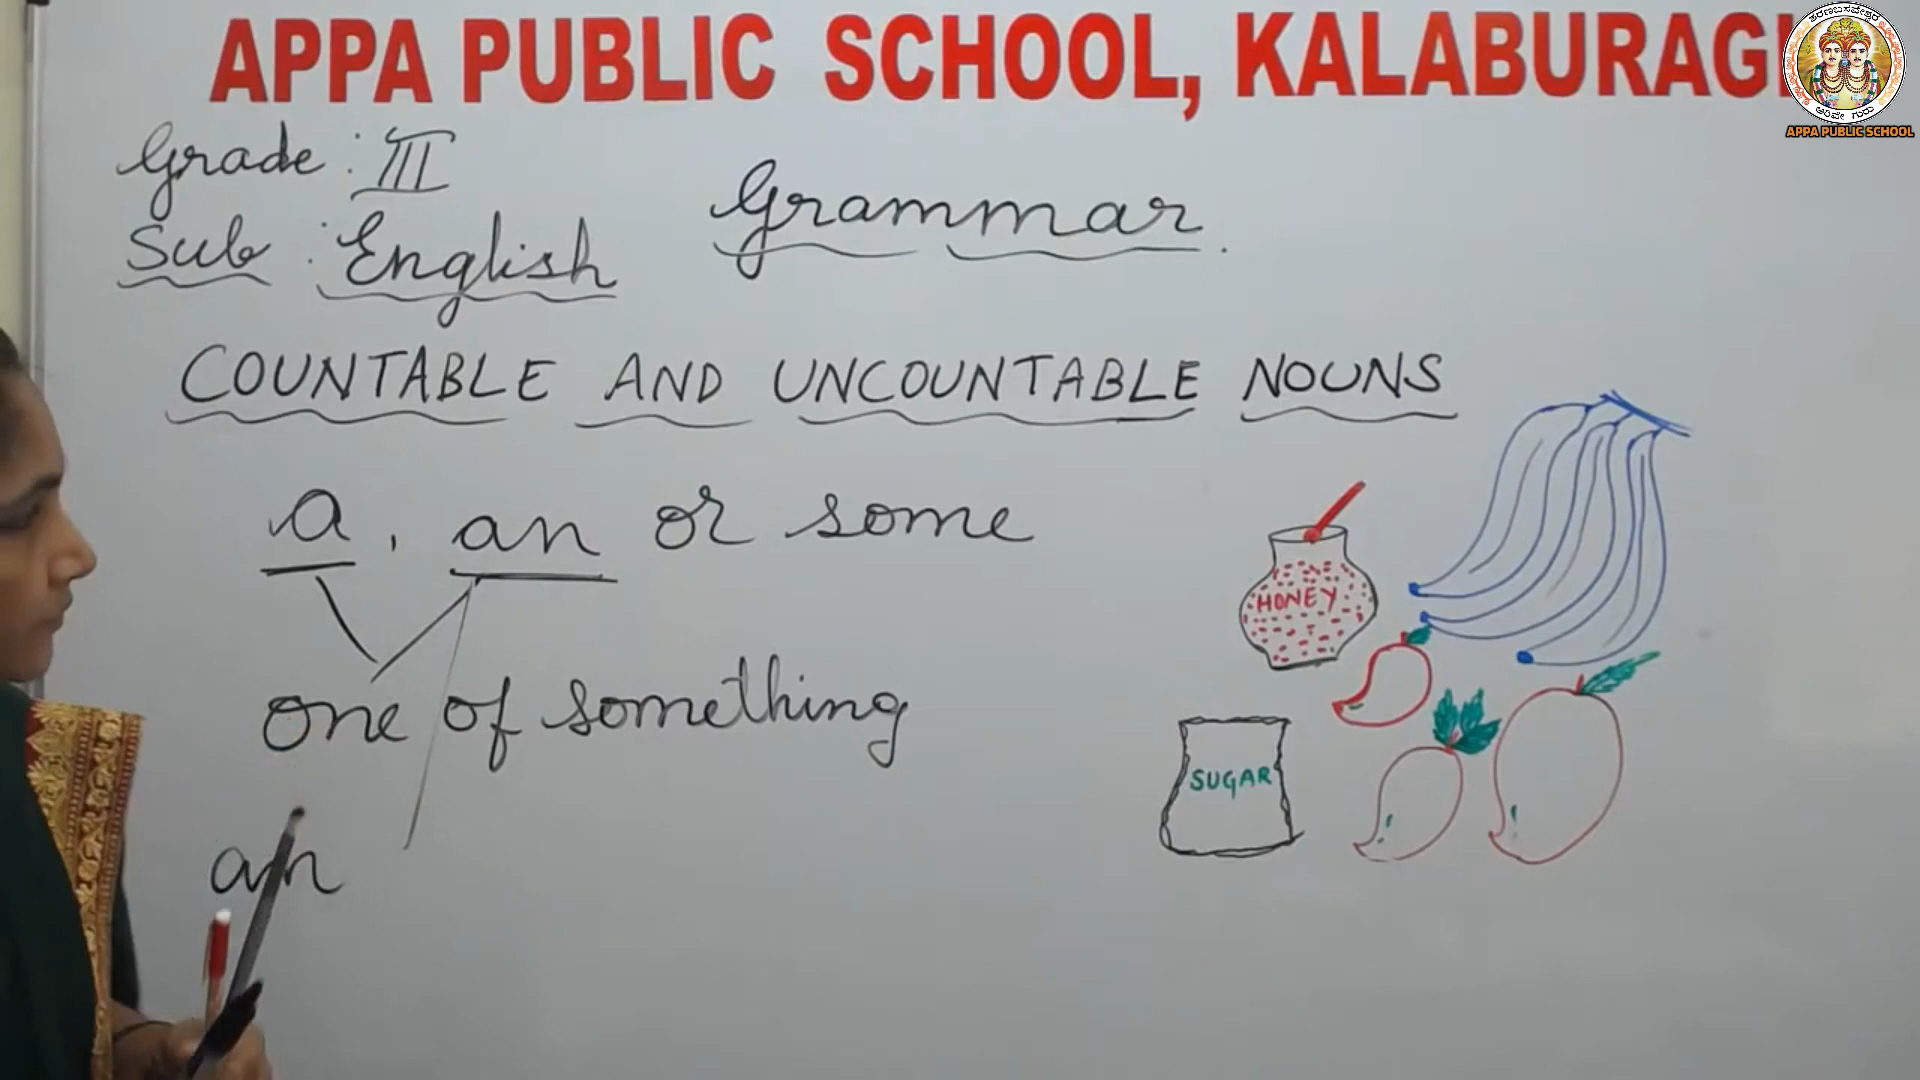 APPA PUBLIC SCHOOL, KALABURAGI
APPA PUBLIC SCHOOL
Grade : III
Sub : English
Grammar.
COUNTABLE AND UNCOUNTABLE NOUNS
a, an or some
one of something
an
HONEY
SUGAR